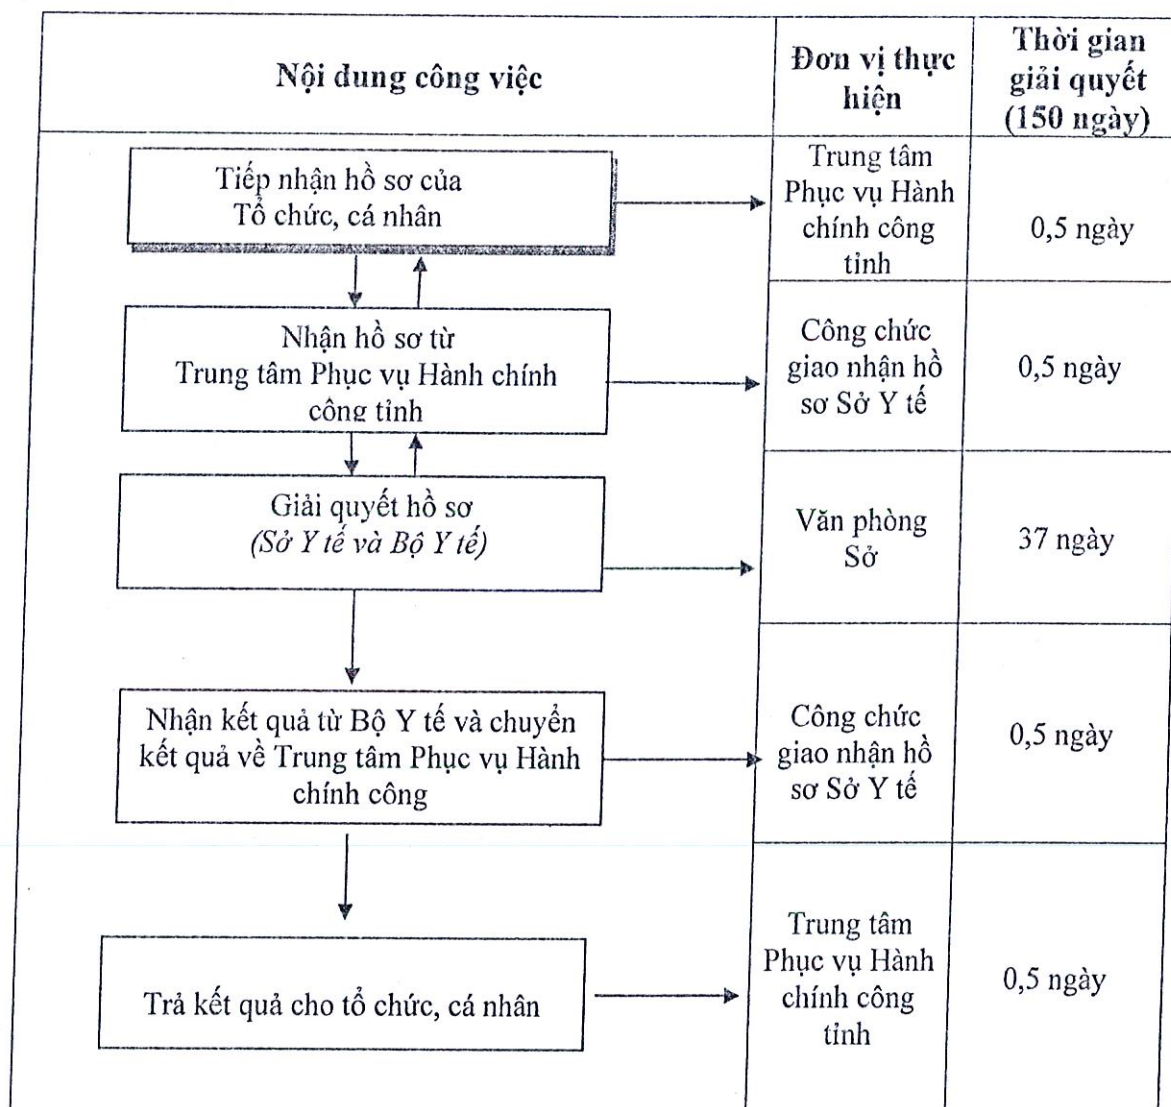 Nội dung công việc
Đơn vị thực
hiện
Thời gian
giải quyết
(150 ngày)
Tiếp nhận hồ sơ của
Tổ chức, cá nhân
Trung tâm
Phục vụ Hành
chính công
tỉnh
0,5 ngày
Nhận hồ sơ từ
Trung tâm Phục vụ Hành chính
công tỉnh
Công chức
giao nhận hồ
sơ Sở Y tế
0,5 ngày
Giải quyết hồ sơ
(Sở Y tế và Bộ Y tế)
Văn phòng
Sở
37 ngày
Nhận kết quả từ Bộ Y tế và chuyển
kết quả về Trung tâm Phục vụ Hành
chính công
Công chức
giao nhận hồ
sơ Sở Y tế
0,5 ngày
Trả kết quả cho tổ chức, cá nhân
Trung tâm
Phục vụ Hành
chính công
tỉnh
0,5 ngày